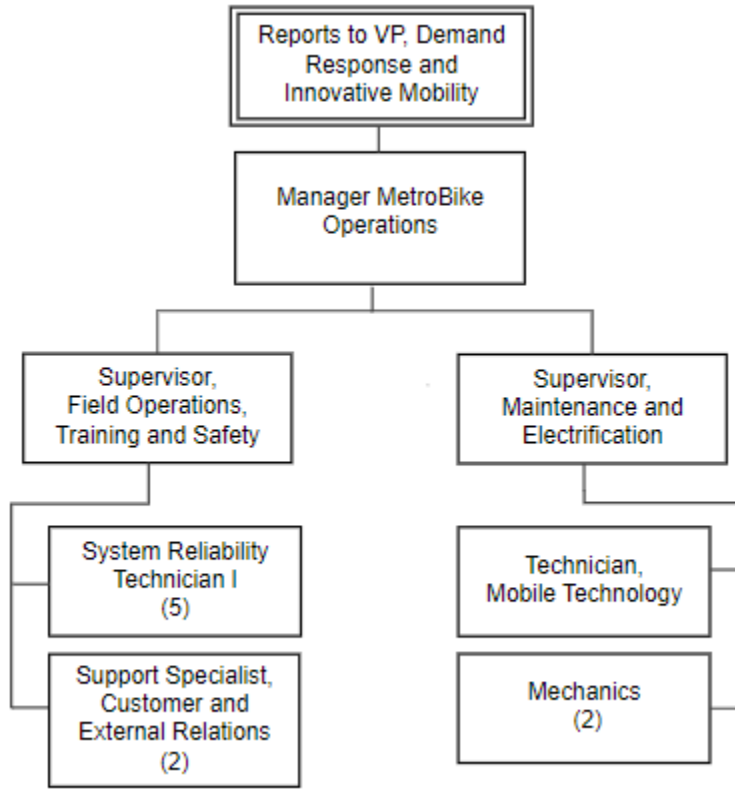 Reports to VP, Demand
Response and
Innovative Mobility
Manager MetroBike
Operations
Supervisor,
Field Operations,
Training and Safety
Supervisor,
Maintenance and
Electrification
System Reliability
Technician I
(5)
Technician,
Mobile Technology
Support Specialist,
Customer and
External Relations
(2)
Mechanics
(2)